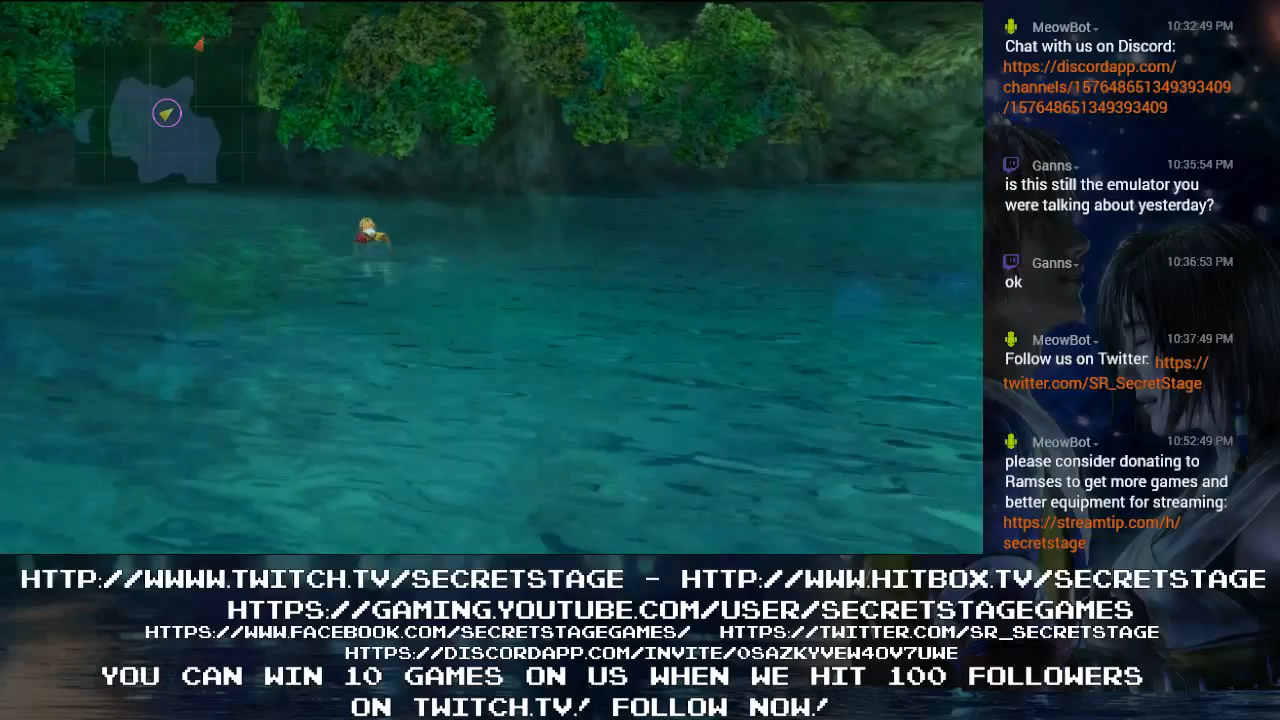 MeowBot 10:32:49 PM
Chat with us on Discord:
https://discordapp.com/
channels/157648651349393409
/157648651349393409
Ganns 10:35:54 PM
is this still the emulator you
were talking about yesterday?
Ganns 10:36:53 PM
ok
MeowBot 10:37:49 PM
Follow us on Twitter: https://
twitter.com/SR_SecretStage
MeowBot 10:52:49 PM
please consider donating to
Ramses to get more games and
better equipment for streaming:
https://streamtip.com/h/
secretstage
HTTP://WWWW.TWITCH.TV/SECRETSTAGE - HTTP://WWW.HITBOX.TV/SECRETSTAGE
HTTPS://GAMING.YOUTUBE.COM/USER/SECRETSTAGEGAMES
HTTPS://WWW.FACEBOOK.COM/SECRETSTAGEGAMES/ HTTPS://TWITTER.COM/SR_SECRETSTAGE
HTTPS://DISCORDAPP.COM/INVITE/0SAZKYVEW4OV7UWE
YOU CAN WIN 10 GAMES ON US WHEN WE HIT 100 FOLLOWERS
ON TWITCH.TV! FOLLOW NOW!